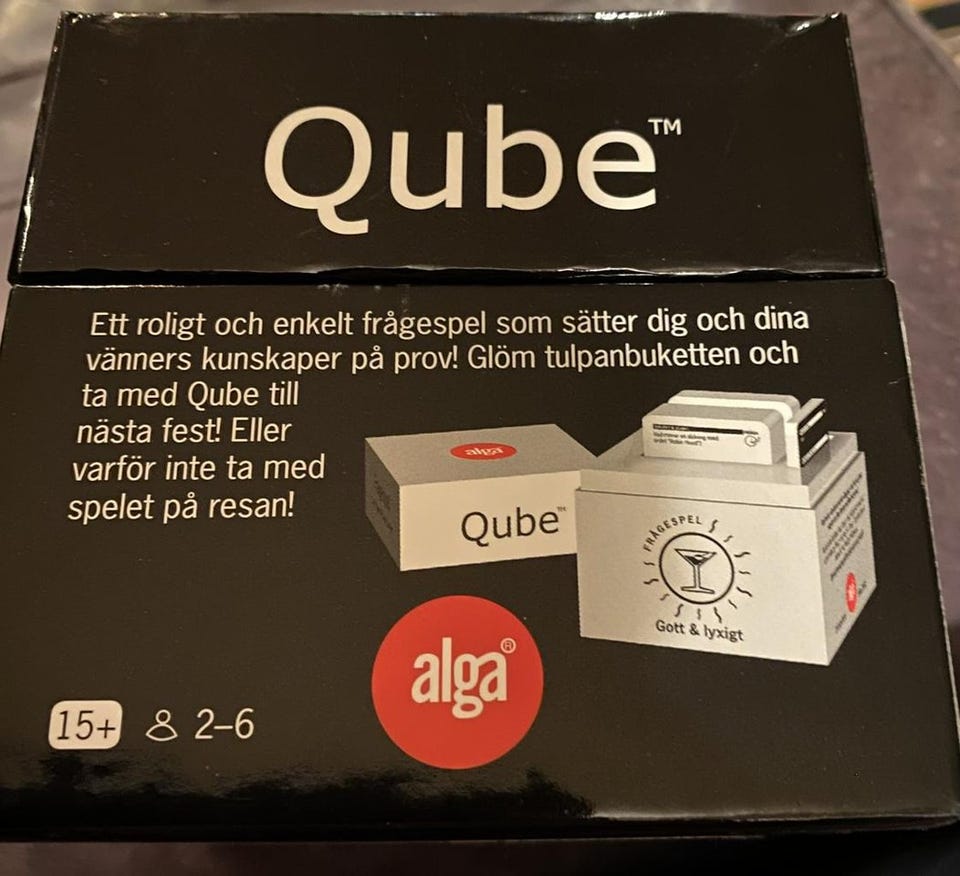 Qube™
Ett roligt och enkelt frågespel som sätter dig och dina
vänners kunskaper på prov! Glöm tulpanbuketten och
ta med Qube till
nästa fest! Eller
varför inte ta med
spelet på resan!
alga
Qube™
FRÅGESPEL
Gott & lyxigt
alga®
15+ 2–6